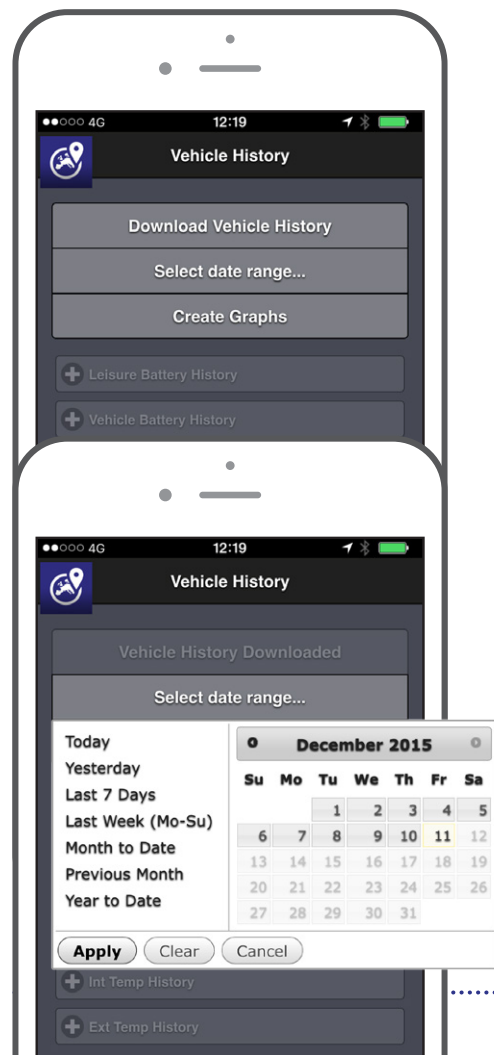 4G 12:19
Vehicle History
Download Vehicle History
Select date range...
Create Graphs
Leisure Battery History
Vehicle Battery History
4G 12:19
Vehicle History
Vehicle History Downloaded
Select date range...
Today
Yesterday
Last 7 Days
Last Week (Mo-Su)
Month to Date
Previous Month
Year to Date
December 2015
Su Mo Tu We Th Fr Sa
1 2 3 4 5
6 7 8 9 10 11 12
13 14 15 16 17 18 19
20 21 22 23 24 25 26
27 28 29 30 31
Apply Clear Cancel
Int Temp History
Ext Temp History